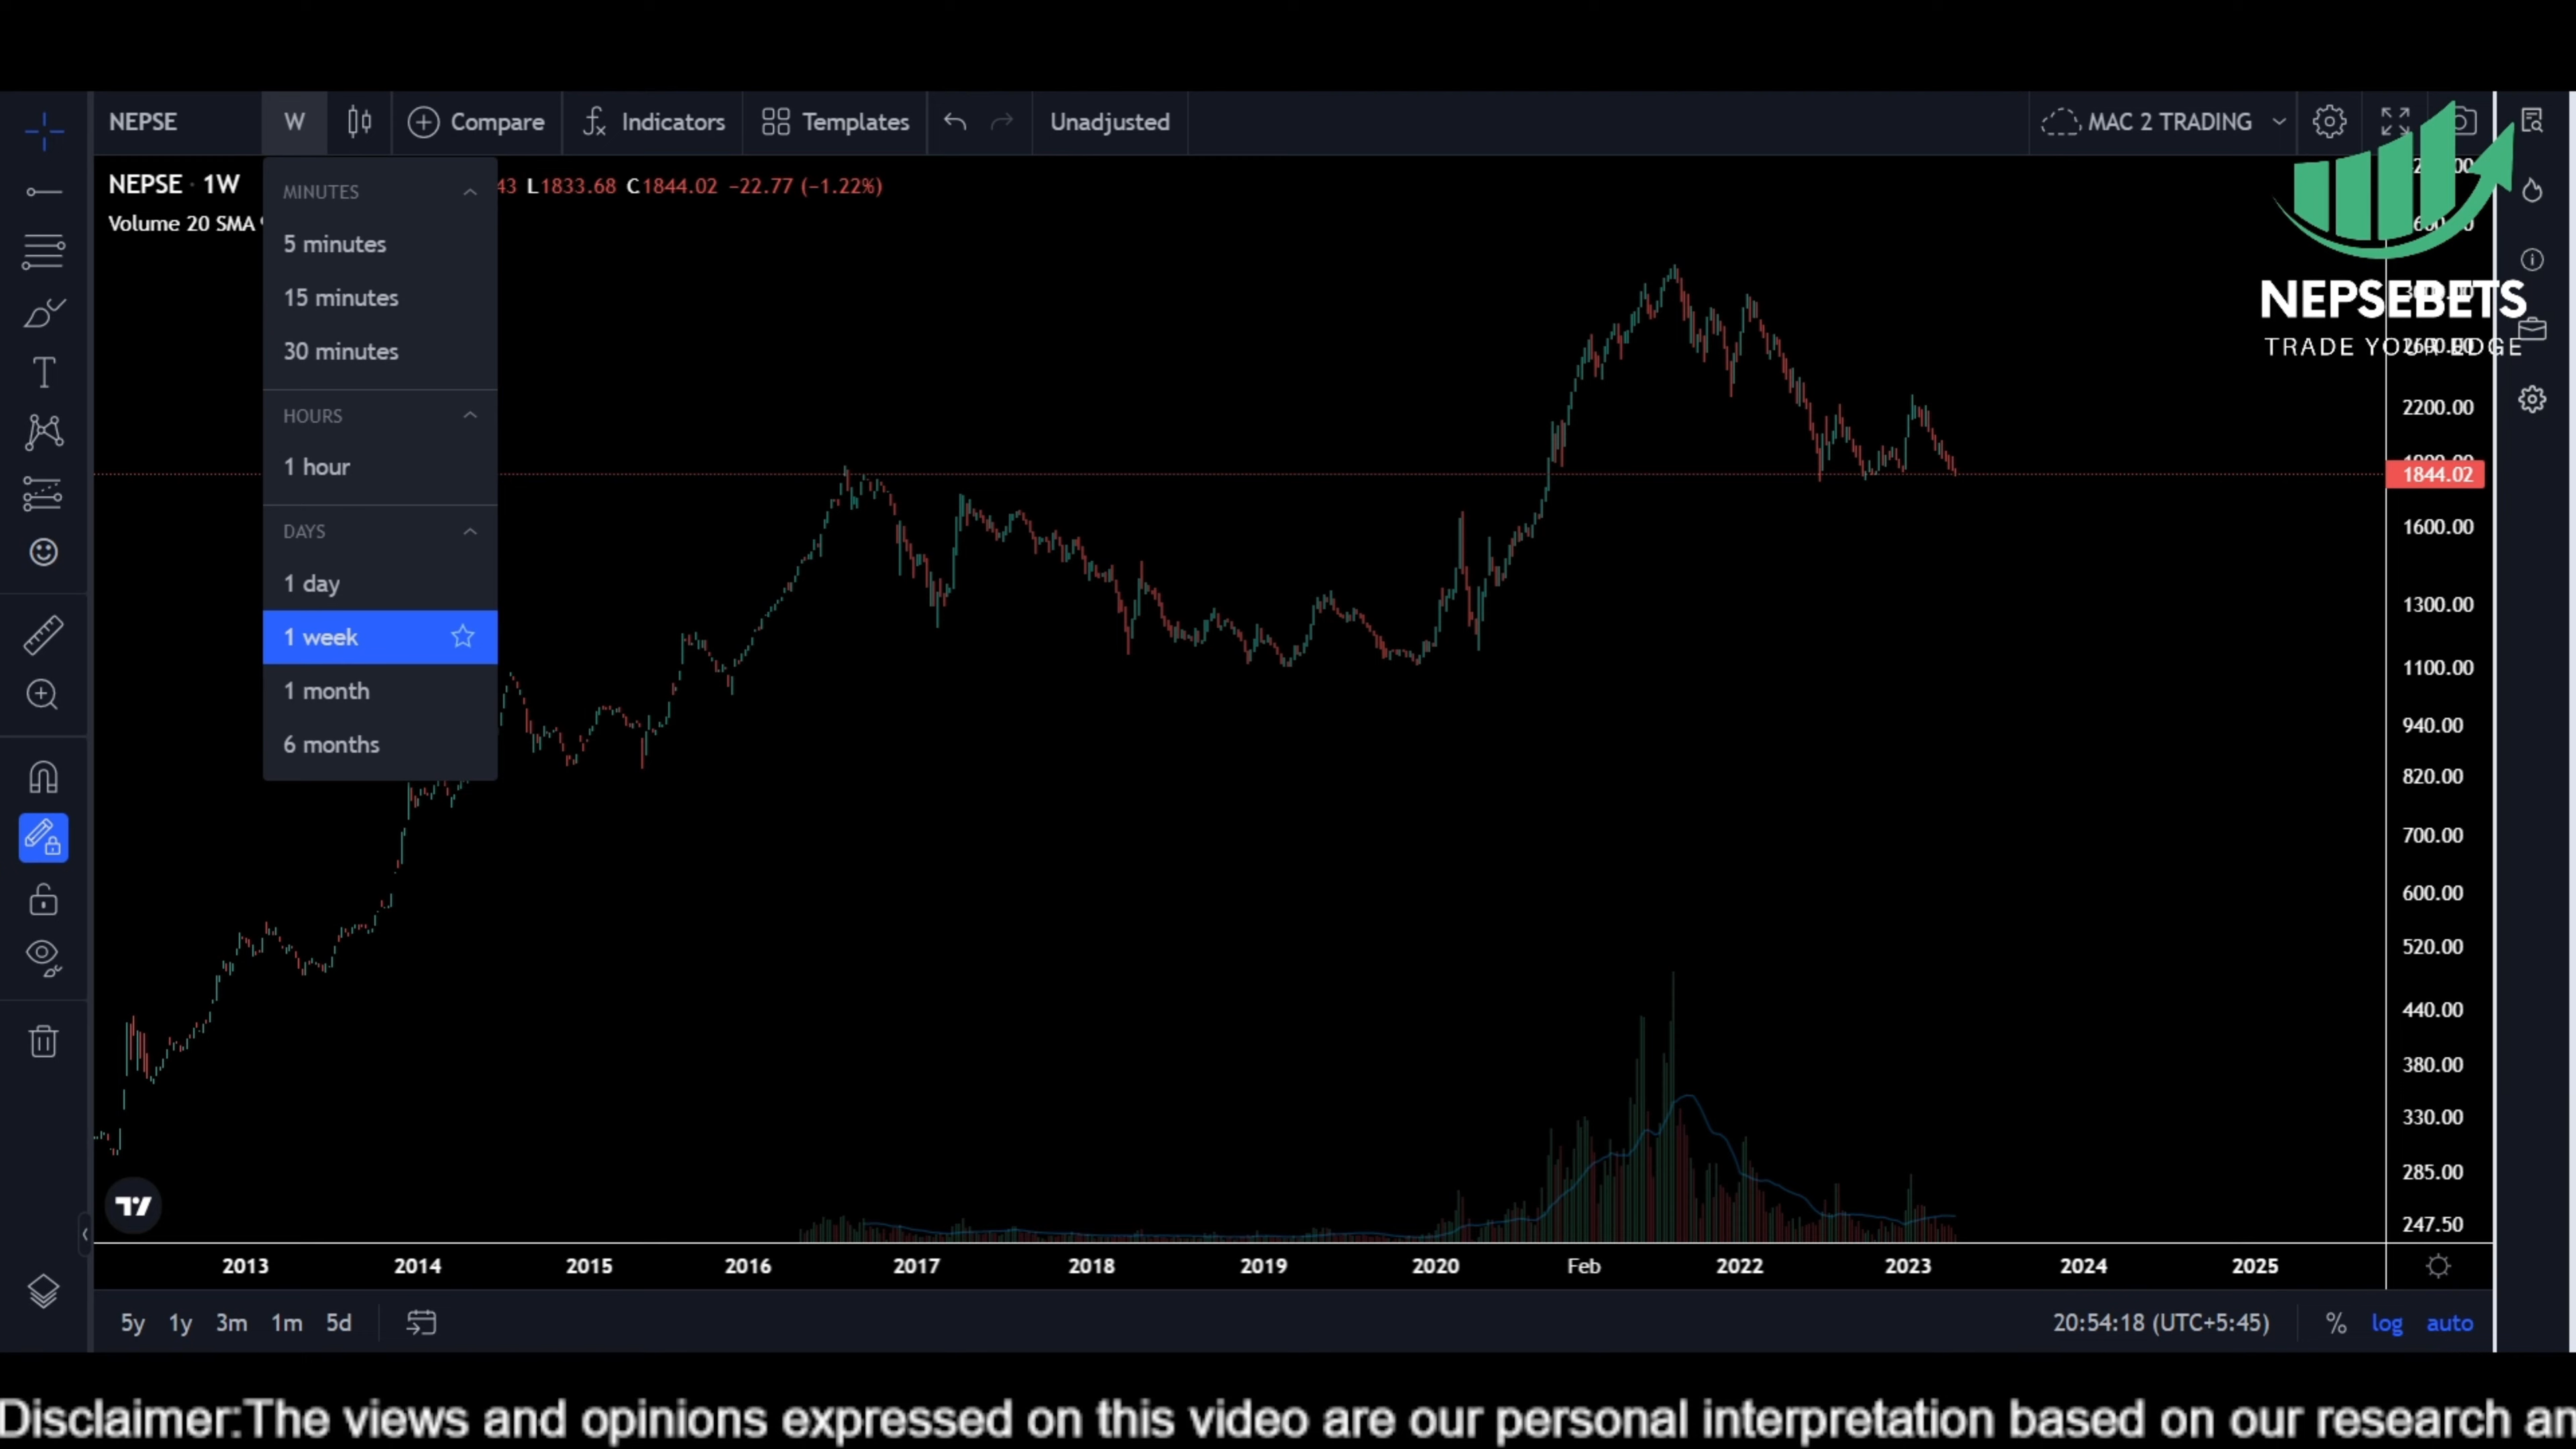 NEPSE W Compare Indicators Templates Unadjusted MAC 2 TRADING
NEPSE · 1W 43 L1833.68 C1844.02 −22.77 (−1.22%)
Volume 20 SMA
MINUTES
5 minutes
15 minutes
30 minutes
HOURS
1 hour
DAYS
1 day
1 week
1 month
6 months
NEPSEBETS
TRADE YOUR EDGE
2200.00
1844.02
1600.00
1300.00
1100.00
940.00
820.00
700.00
600.00
520.00
440.00
380.00
330.00
285.00
247.50
2013 2014 2015 2016 2017 2018 2019 2020 Feb 2022 2023 2024 2025
5y 1y 3m 1m 5d 20:54:18 (UTC+5:45) % log auto
Disclaimer:The views and opinions expressed on this video are our personal interpretation based on our research an